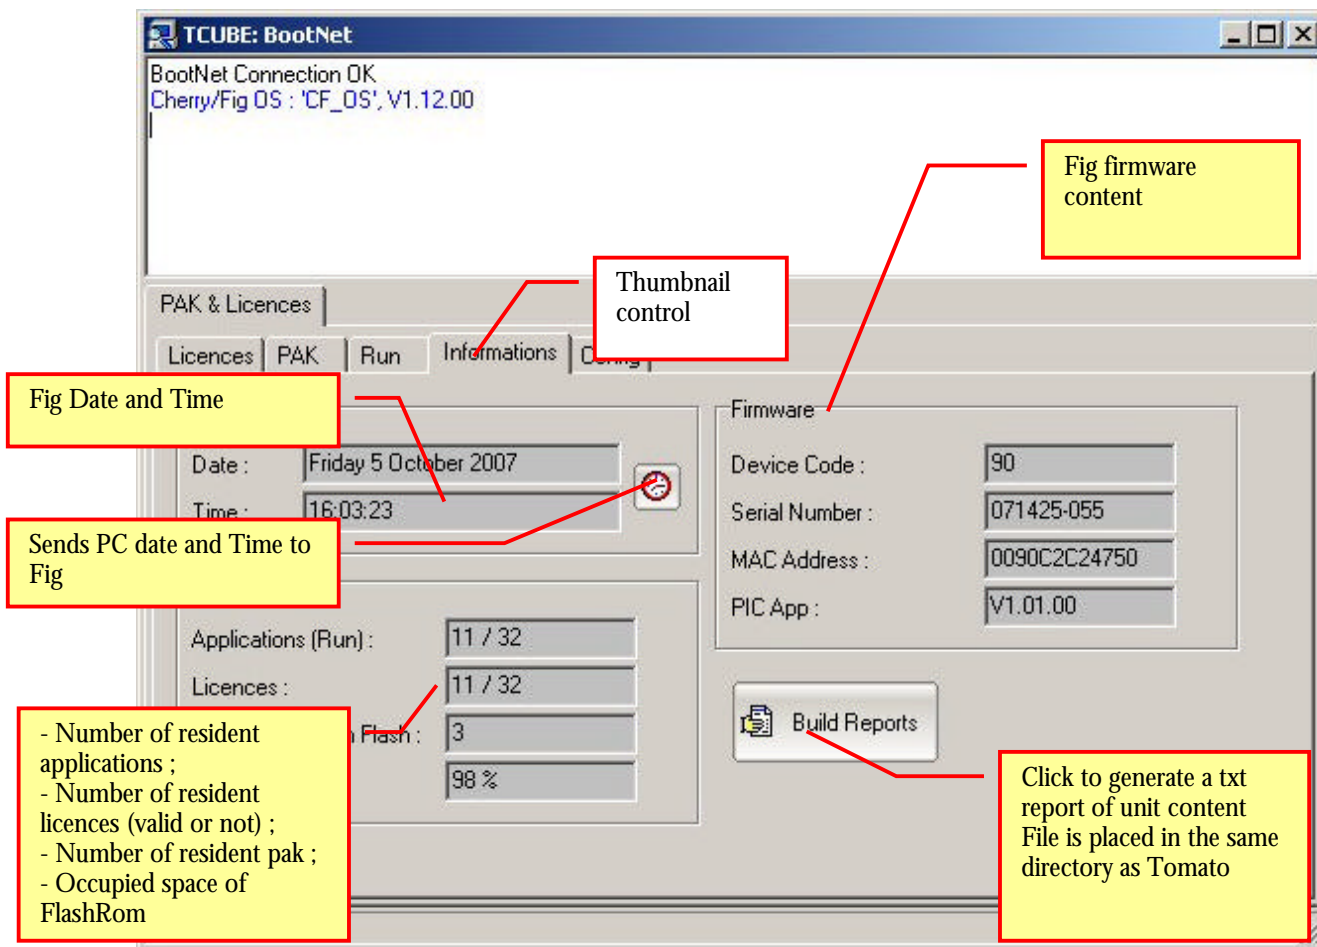 TCUBE: BootNet
BootNet Connection OK
Cherry/Fig OS : 'CF_OS', V1.12.00
Fig firmware
content
Thumbnail
control
PAK & Licences
Licences
PAK
Run
Informations
Config
Fig Date and Time
Date :
Friday 5 October 2007
Time :
16:03:23
Sends PC date and Time to
Fig
Firmware
Device Code :
90
Serial Number :
071425-055
MAC Address :
0090C2C24750
PIC App :
V1.01.00
Applications (Run) :
11 / 32
Licences :
11 / 32
Flash :
3
98 %
- Number of resident
applications ;
- Number of resident
licences (valid or not) ;
- Number of resident pak ;
- Occupied space of
FlashRom
Build Reports
Click to generate a txt
report of unit content
File is placed in the same
directory as Tomato